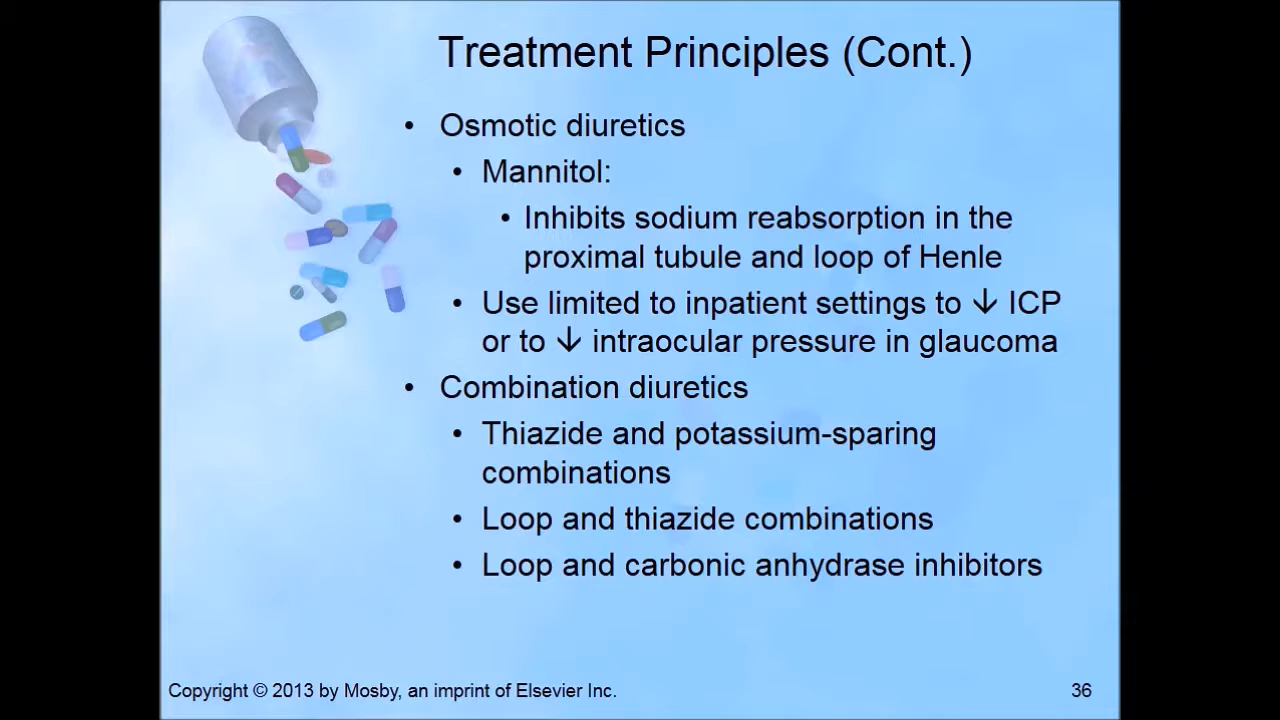 Treatment Principles (Cont.)
• Osmotic diuretics
• Mannitol:
• Inhibits sodium reabsorption in the
proximal tubule and loop of Henle
• Use limited to inpatient settings to ↓ ICP
or to ↓ intraocular pressure in glaucoma
• Combination diuretics
• Thiazide and potassium-sparing
combinations
• Loop and thiazide combinations
• Loop and carbonic anhydrase inhibitors
Copyright © 2013 by Mosby, an imprint of Elsevier Inc.
36